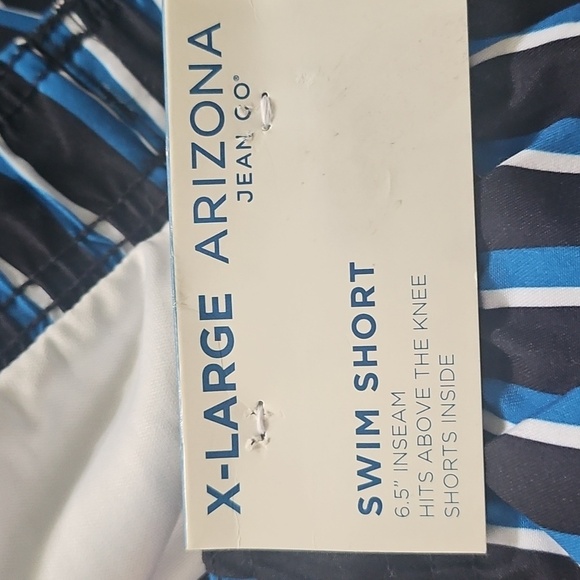 X-LARGE ARIZONA
JEAN CO®
SWIM SHORT
6.5" INSEAM
HITS ABOVE THE KNEE
SHORTS INSIDE